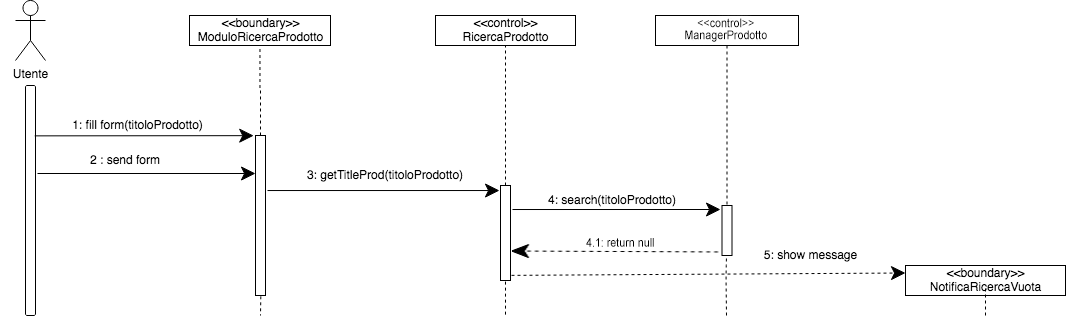 <<boundary>>
ModuloRicercaProdotto
<<control>>
RicercaProdotto
<<control>>
ManagerProdotto
Utente
1: fill form(titoloProdotto)
2 : send form
3: getTitleProd(titoloProdotto)
4: search(titoloProdotto)
4.1: return null
5: show message
<<boundary>>
NotificaRicercaVuota